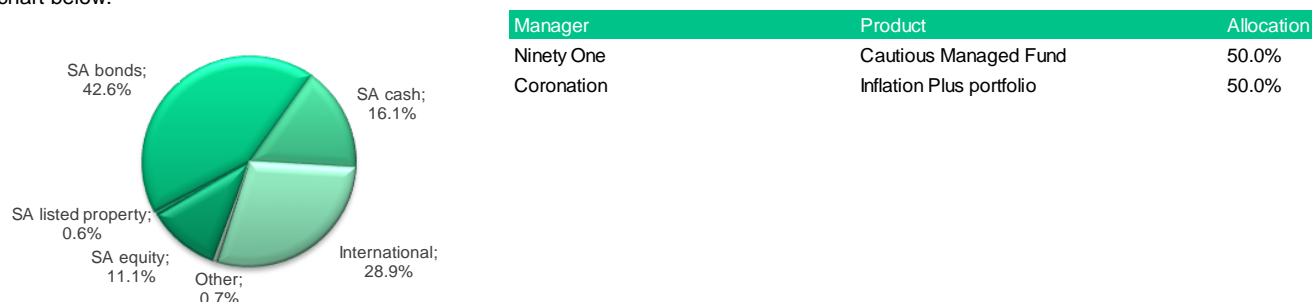 chart below.
Manager Product Allocation
Ninety One Cautious Managed Fund 50.0%
Coronation Inflation Plus portfolio 50.0%
SA bonds;
42.6%
SA cash;
16.1%
SA listed property;
0.6%
SA equity;
11.1%
Other;
0.7%
International;
28.9%